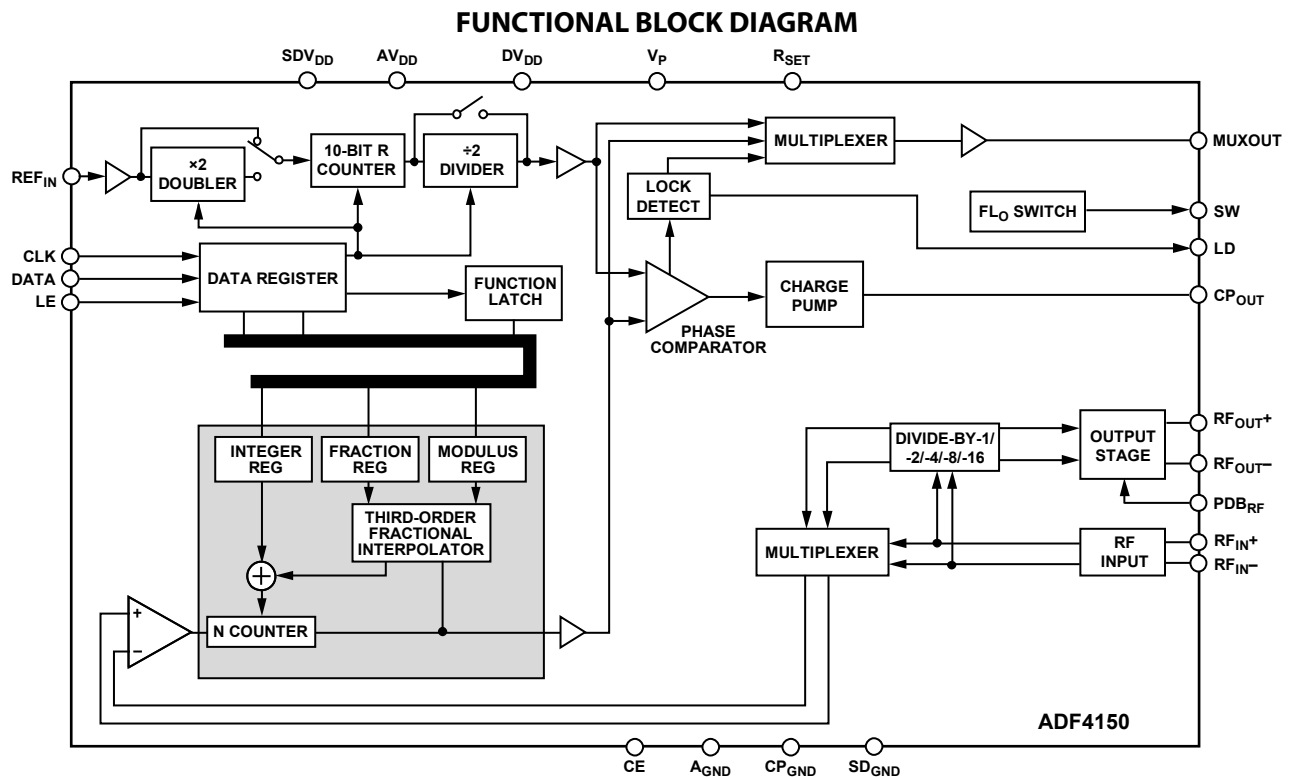 FUNCTIONAL BLOCK DIAGRAM
SDVDD
AVDD
DVDD
VP
RSET
REFIN
×2
DOUBLER
10-BIT R
COUNTER
÷2
DIVIDER
MULTIPLEXER
MUXOUT
LOCK
DETECT
FLO SWITCH
SW
LD
CLK
DATA
LE
DATA REGISTER
FUNCTION
LATCH
CHARGE
PUMP
CPOUT
PHASE
COMPARATOR
INTEGER
REG
FRACTION
REG
MODULUS
REG
THIRD-ORDER
FRACTIONAL
INTERPOLATOR
+
−
N COUNTER
DIVIDE-BY-1/
-2/-4/-8/-16
OUTPUT
STAGE
RFOUT+
RFOUT−
PDBRF
MULTIPLEXER
RF
INPUT
RFIN+
RFIN−
ADF4150
CE
AGND
CPGND
SDGND